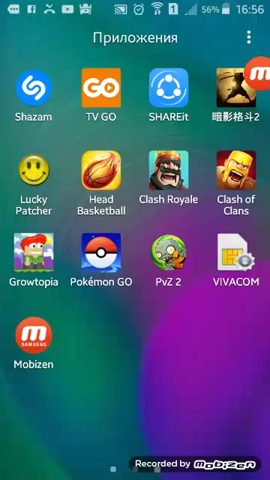 56% 16:56
Приложения
GO
Shazam
TV GO
SHAREit
暗影格斗2
Lucky
Patcher
Head
Basketball
Clash Royale
Clash of
Clans
Growtopia
Pokémon GO
PvZ 2
VIVACOM
SAMSUNG
Mobizen
Recorded by mobizen